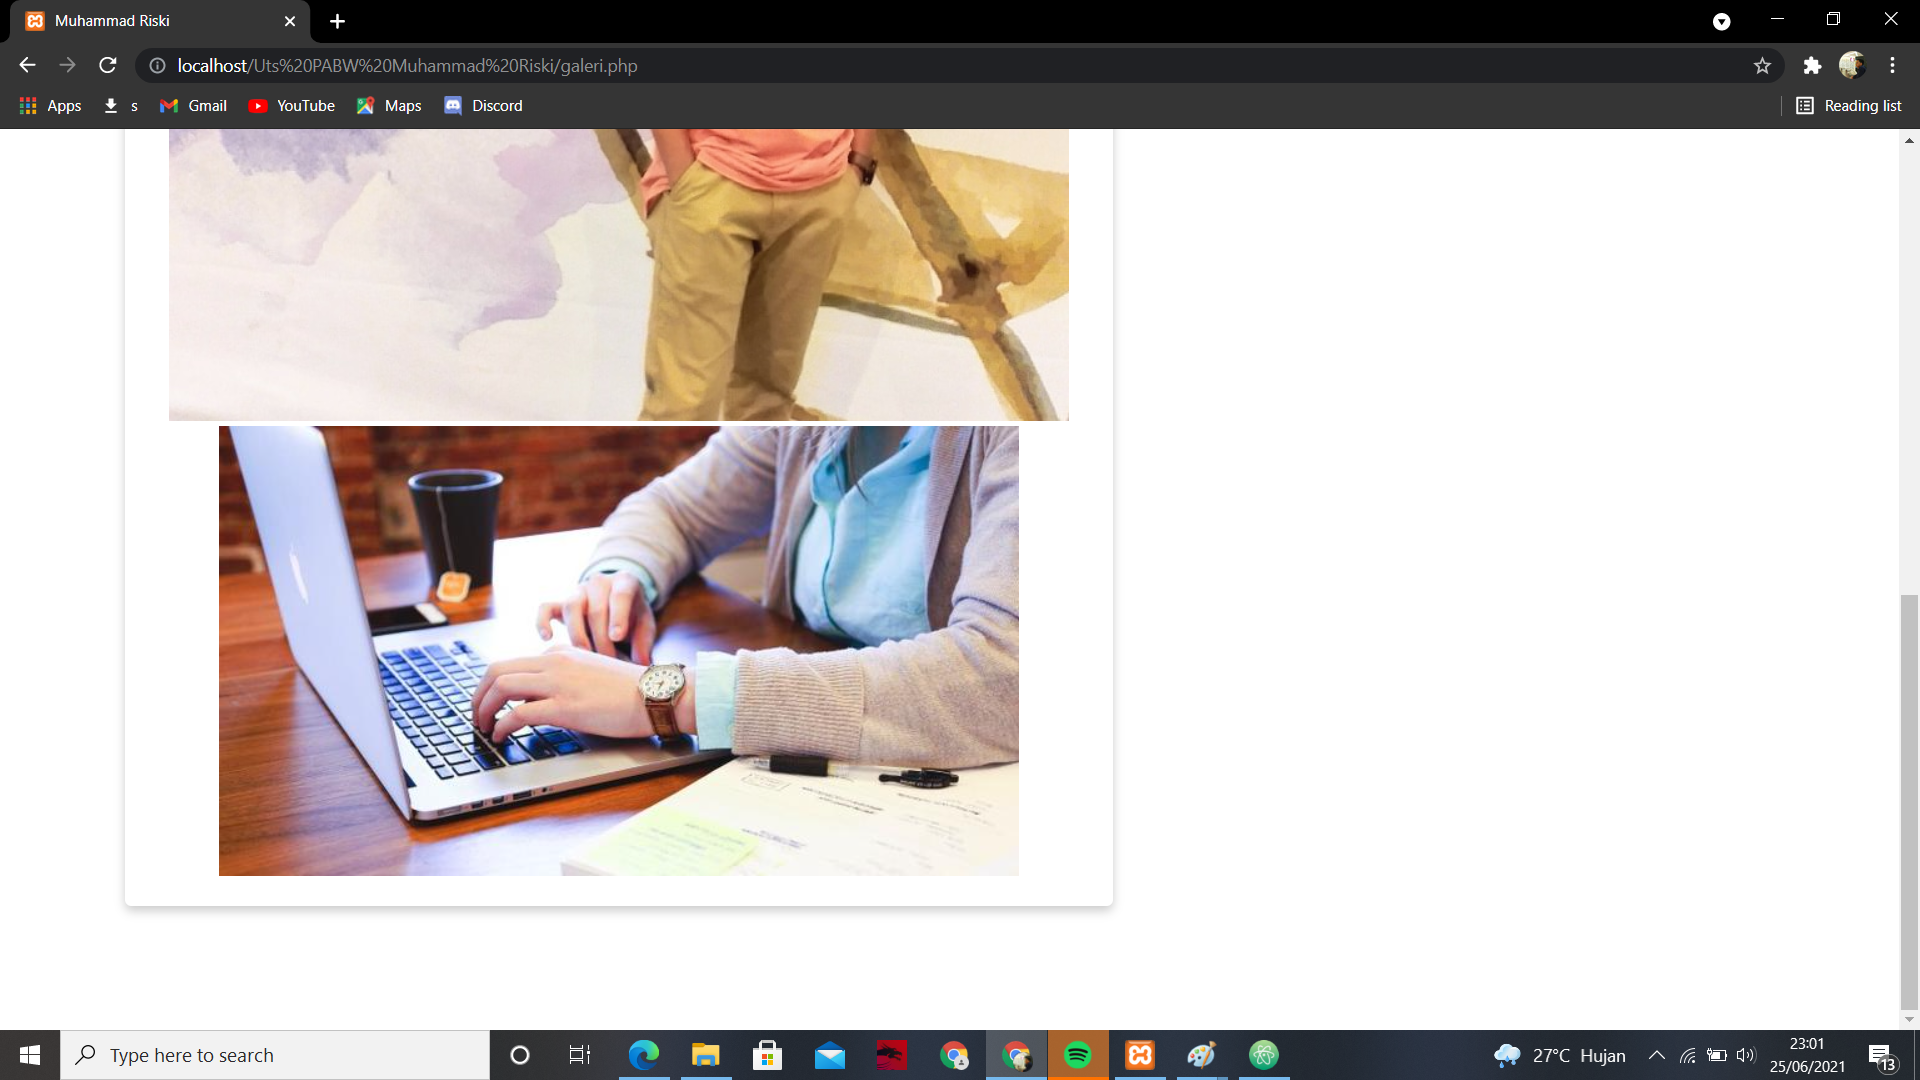 Muhammad Riski
localhost/Uts%20PABW%20Muhammad%20Riski/galeri.php
Apps s Gmail YouTube Maps Discord Reading list
Type here to search
27°C Hujan
23:01
25/06/2021
13